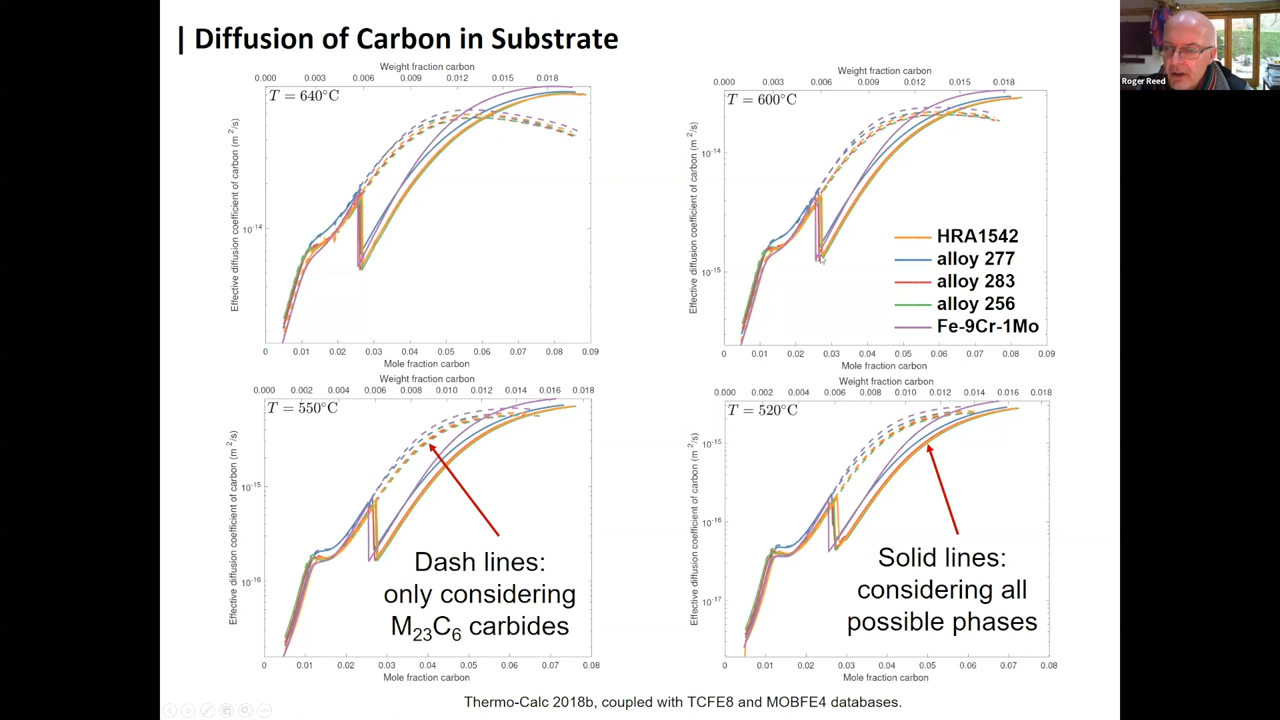 | Diffusion of Carbon in Substrate
Roger Reed
Weight fraction carbon
0.000 0.003 0.006 0.009 0.012 0.015 0.018
T = 640°C
Effective diffusion coefficient of carbon (m²/s)
10⁻¹⁴
0 0.01 0.02 0.03 0.04 0.05 0.06 0.07 0.08 0.09
Mole fraction carbon
Weight fraction carbon
0.000 0.003 0.006 0.009 0.012 0.015 0.018
T = 600°C
Effective diffusion coefficient of carbon (m²/s)
10⁻¹⁴
10⁻¹⁵
HRA1542
alloy 277
alloy 283
alloy 256
Fe-9Cr-1Mo
0 0.01 0.02 0.03 0.04 0.05 0.06 0.07 0.08 0.09
Mole fraction carbon
Weight fraction carbon
0.000 0.002 0.004 0.006 0.008 0.010 0.012 0.014 0.016 0.018
T = 550°C
Effective diffusion coefficient of carbon (m²/s)
10⁻¹⁵
10⁻¹⁶
Dash lines:
only considering
M₂₃C₆ carbides
0 0.01 0.02 0.03 0.04 0.05 0.06 0.07 0.08
Mole fraction carbon
Weight fraction carbon
0.000 0.002 0.004 0.006 0.008 0.010 0.012 0.014 0.016 0.018
T = 520°C
Effective diffusion coefficient of carbon (m²/s)
10⁻¹⁵
10⁻¹⁶
10⁻¹⁷
Solid lines:
considering all
possible phases
0 0.01 0.02 0.03 0.04 0.05 0.06 0.07 0.08
Mole fraction carbon
Thermo-Calc 2018b, coupled with TCFE8 and MOBFE4 databases.